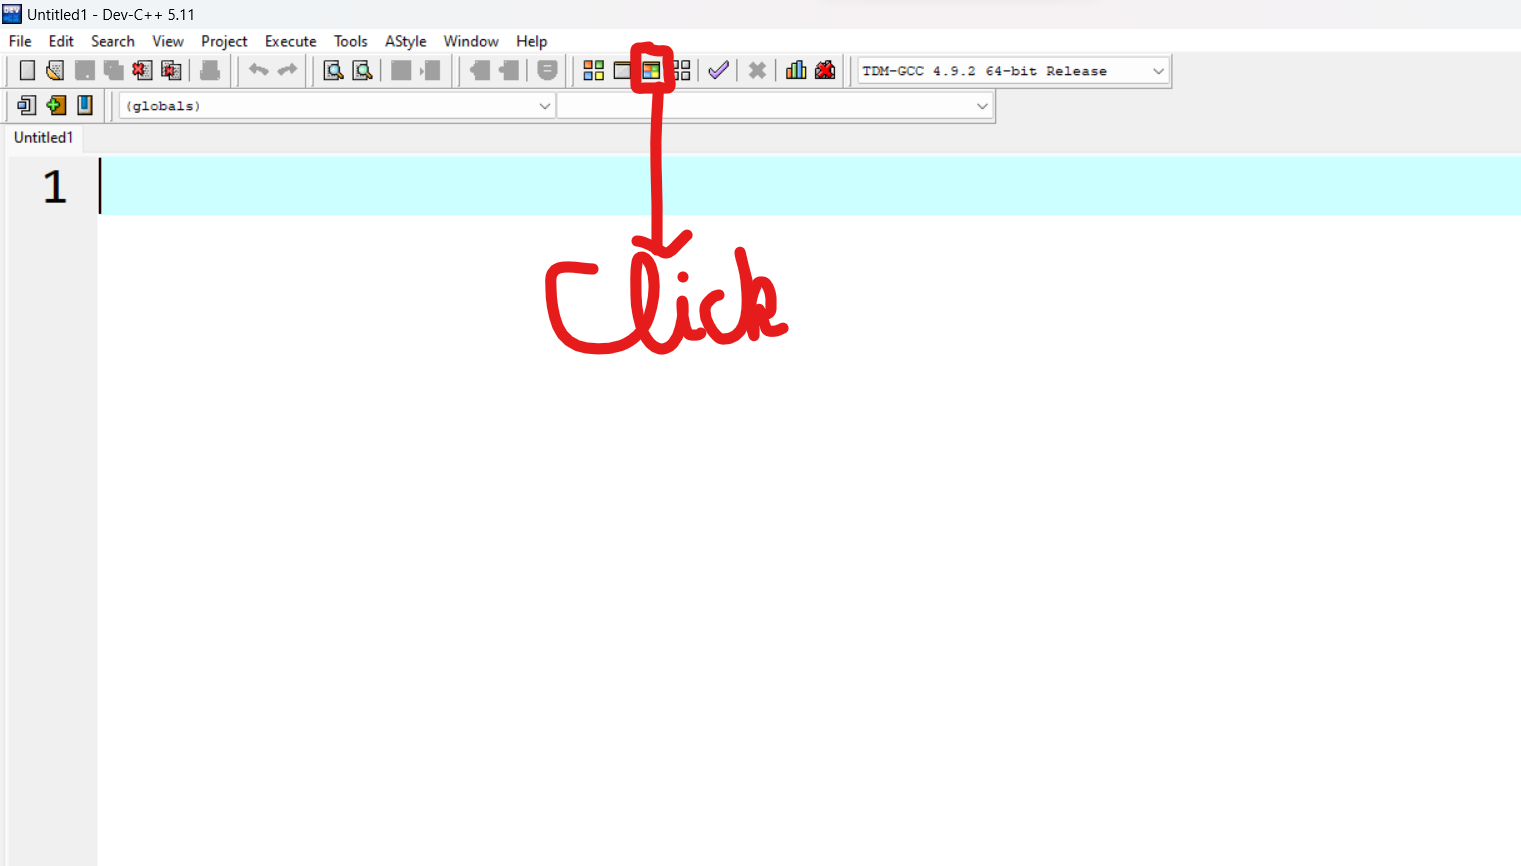 Untitled1 - Dev-C++ 5.11
File Edit Search View Project Execute Tools AStyle Window Help
TDM-GCC 4.9.2 64-bit Release
(globals)
Untitled1
1
Click